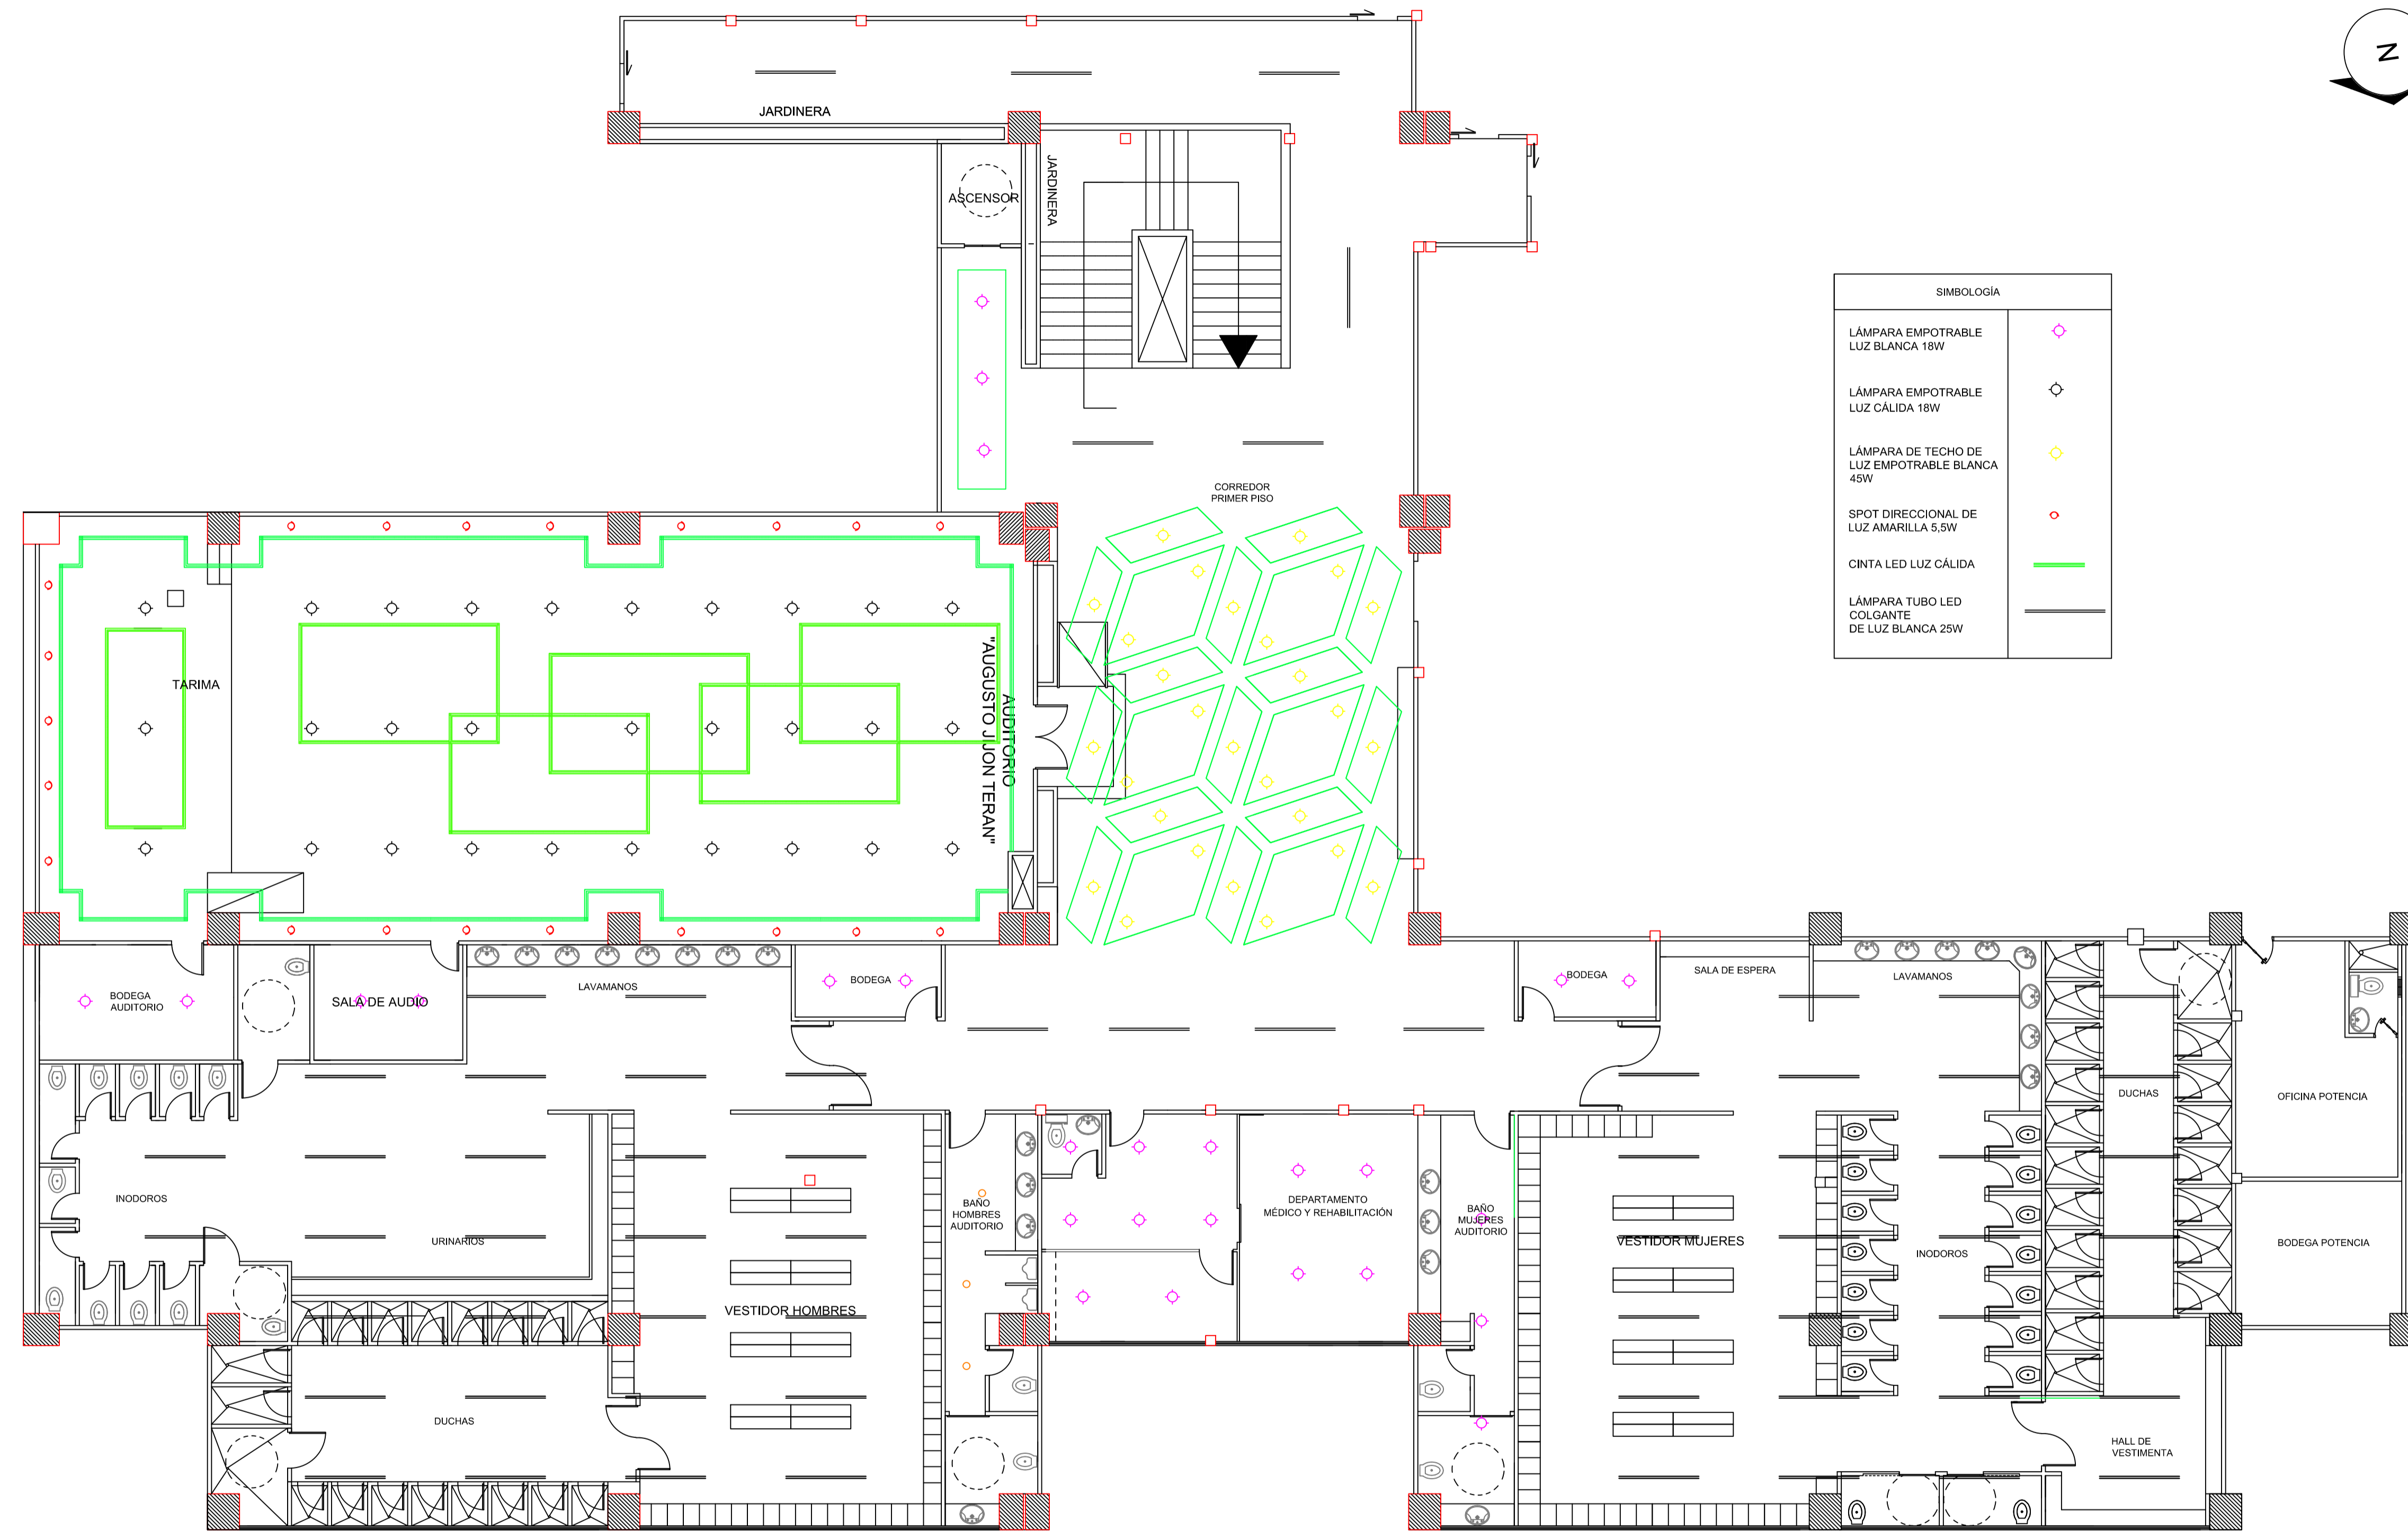 N
JARDINERA
JARDINERA
ASCENSOR
SIMBOLOGÍA
LÁMPARA EMPOTRABLE
LUZ BLANCA 18W
LÁMPARA EMPOTRABLE
LUZ CÁLIDA 18W
LÁMPARA DE TECHO DE
LUZ EMPOTRABLE BLANCA
45W
SPOT DIRECCIONAL DE
LUZ AMARILLA 5,5W
CINTA LED LUZ CÁLIDA
LÁMPARA TUBO LED
COLGANTE
DE LUZ BLANCA 25W
CORREDOR
PRIMER PISO
TARIMA
AUDITORIO
"AUGUSTO JIJON TERAN"
BODEGA
AUDITORIO
SALA DE AUDIO
LAVAMANOS
BODEGA
BODEGA
SALA DE ESPERA
LAVAMANOS
DUCHAS
OFICINA POTENCIA
INODOROS
URINARIOS
BAÑO
HOMBRES
AUDITORIO
DEPARTAMENTO
MÉDICO Y REHABILITACIÓN
BAÑO
MUJERES
AUDITORIO
VESTIDOR MUJERES
INODOROS
BODEGA POTENCIA
VESTIDOR HOMBRES
DUCHAS
HALL DE
VESTIMENTA